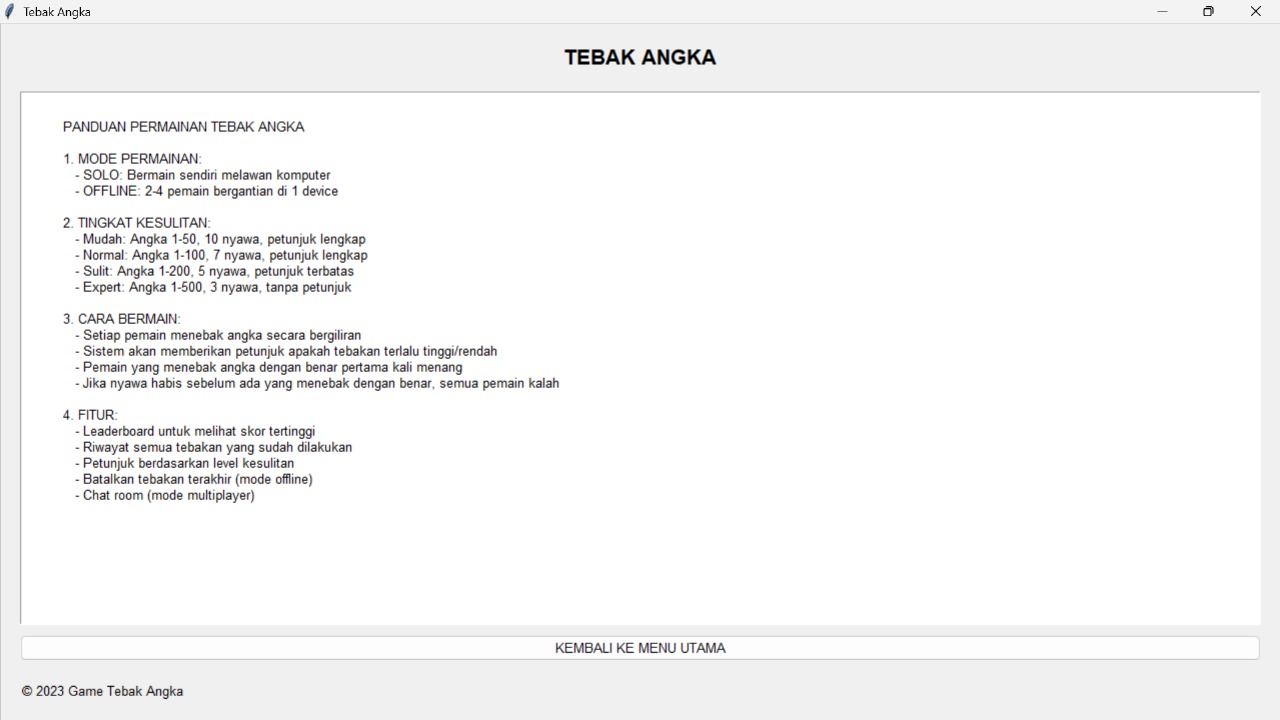 Tebak Angka
TEBAK ANGKA
PANDUAN PERMAINAN TEBAK ANGKA
1. MODE PERMAINAN:
- SOLO: Bermain sendiri melawan komputer
- OFFLINE: 2-4 pemain bergantian di 1 device
2. TINGKAT KESULITAN:
- Mudah: Angka 1-50, 10 nyawa, petunjuk lengkap
- Normal: Angka 1-100, 7 nyawa, petunjuk lengkap
- Sulit: Angka 1-200, 5 nyawa, petunjuk terbatas
- Expert: Angka 1-500, 3 nyawa, tanpa petunjuk
3. CARA BERMAIN:
- Setiap pemain menebak angka secara bergiliran
- Sistem akan memberikan petunjuk apakah tebakan terlalu tinggi/rendah
- Pemain yang menebak angka dengan benar pertama kali menang
- Jika nyawa habis sebelum ada yang menebak dengan benar, semua pemain kalah
4. FITUR:
- Leaderboard untuk melihat skor tertinggi
- Riwayat semua tebakan yang sudah dilakukan
- Petunjuk berdasarkan level kesulitan
- Batalkan tebakan terakhir (mode offline)
- Chat room (mode multiplayer)
KEMBALI KE MENU UTAMA
© 2023 Game Tebak Angka